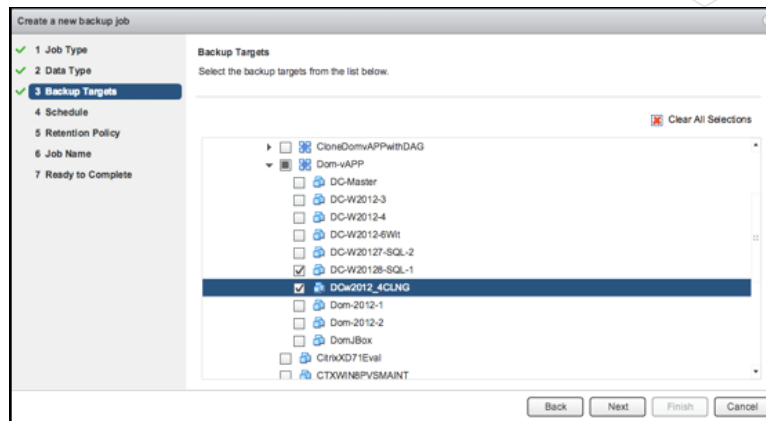 Create a new backup job
1 Job Type
2 Data Type
3 Backup Targets
4 Schedule
5 Retention Policy
6 Job Name
7 Ready to Complete
Backup Targets
Select the backup targets from the list below.
Clear All Selections
CloneDomvAPPwithDAG
Dom-vAPP
DC-Master
DC-W2012-3
DC-W2012-4
DC-W2012-6Wit
DC-W20127-SQL-2
DC-W20128-SQL-1
DCw2012_4CLNG
Dom-2012-1
Dom-2012-2
DomJBox
CitrixXD71Eval
CTXWIN8PVSMAINT
Back Next Finish Cancel